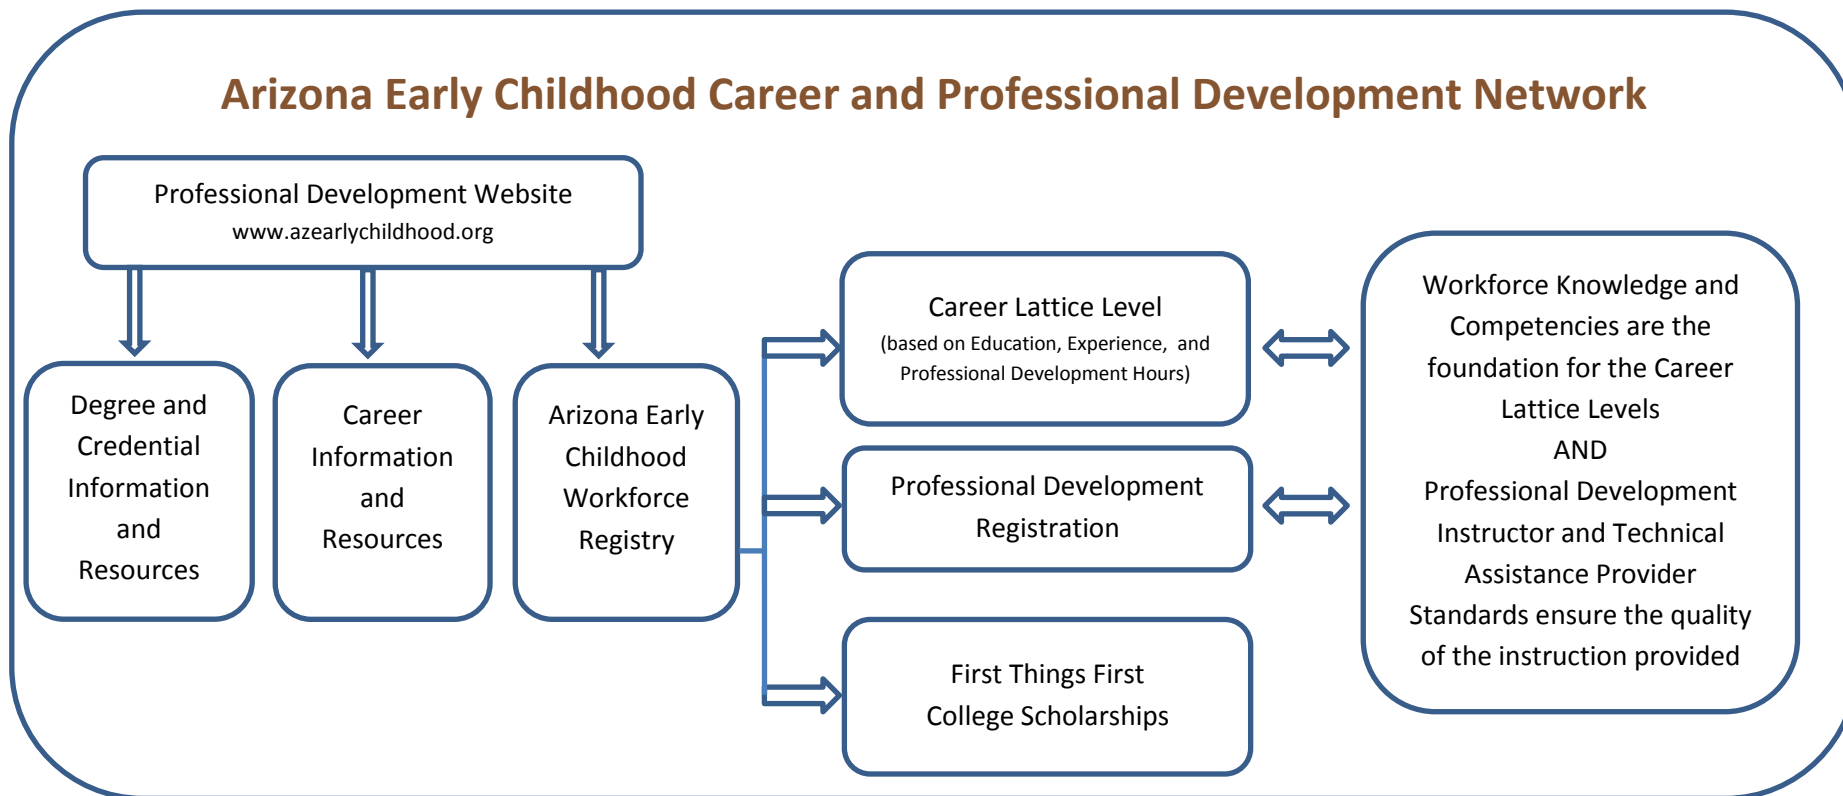 Arizona Early Childhood Career and Professional Development Network
Professional Development Website
www.azearlychildhood.org
Degree and
Credential
Information
and
Resources
Career
Information
and
Resources
Arizona Early
Childhood
Workforce
Registry
Career Lattice Level
(based on Education, Experience, and
Professional Development Hours)
Professional Development
Registration
First Things First
College Scholarships
Workforce Knowledge and
Competencies are the
foundation for the Career
Lattice Levels
AND
Professional Development
Instructor and Technical
Assistance Provider
Standards ensure the quality
of the instruction provided